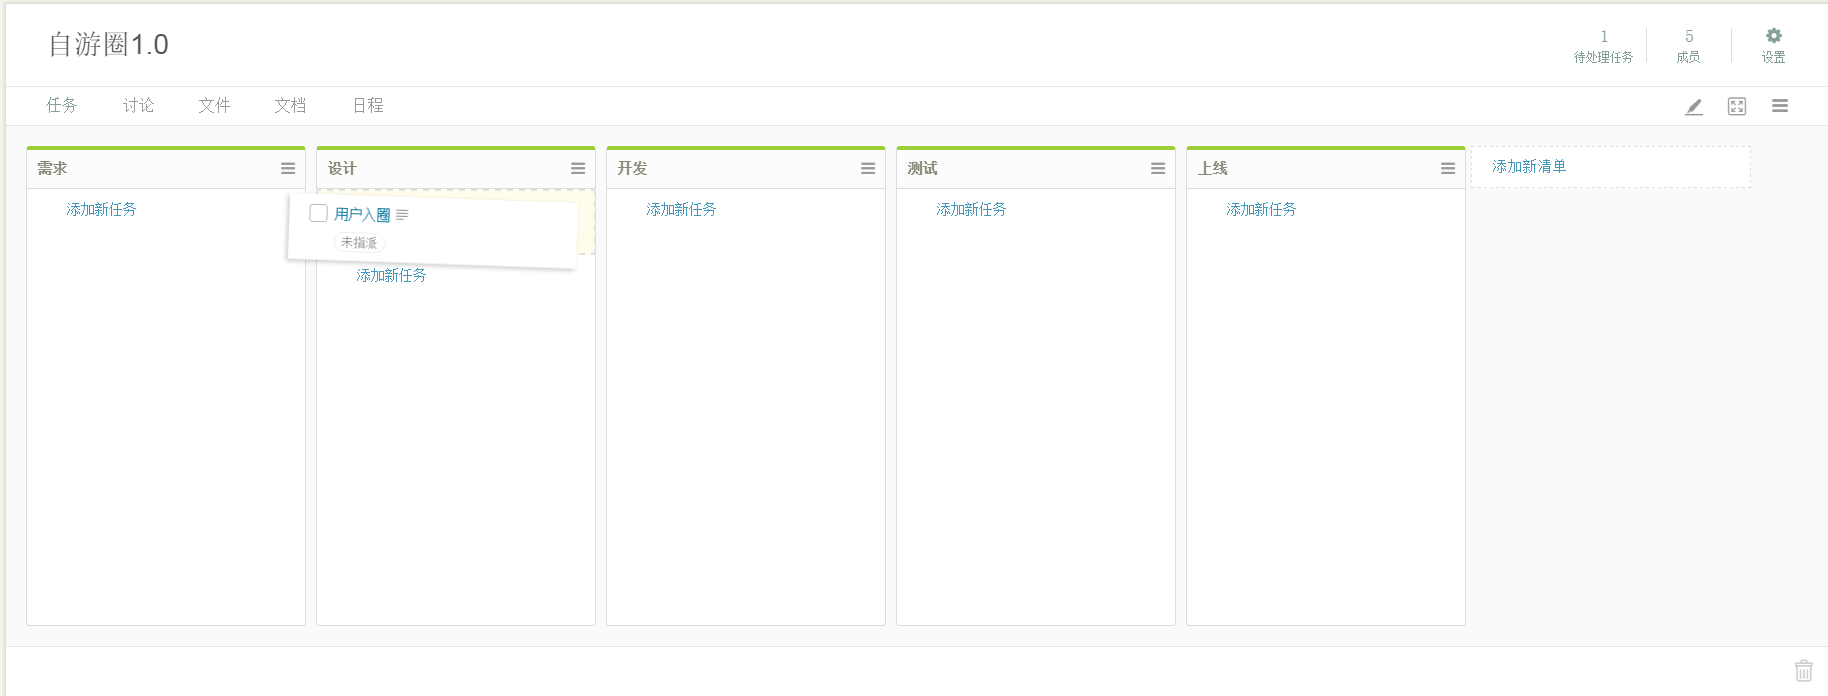 自游圈1.0
1
待处理任务
5
成员
设置
任务 讨论 文件 文档 日程
需求
添加新任务
设计
用户入圈
未指派
添加新任务
开发
添加新任务
测试
添加新任务
上线
添加新任务
添加新清单